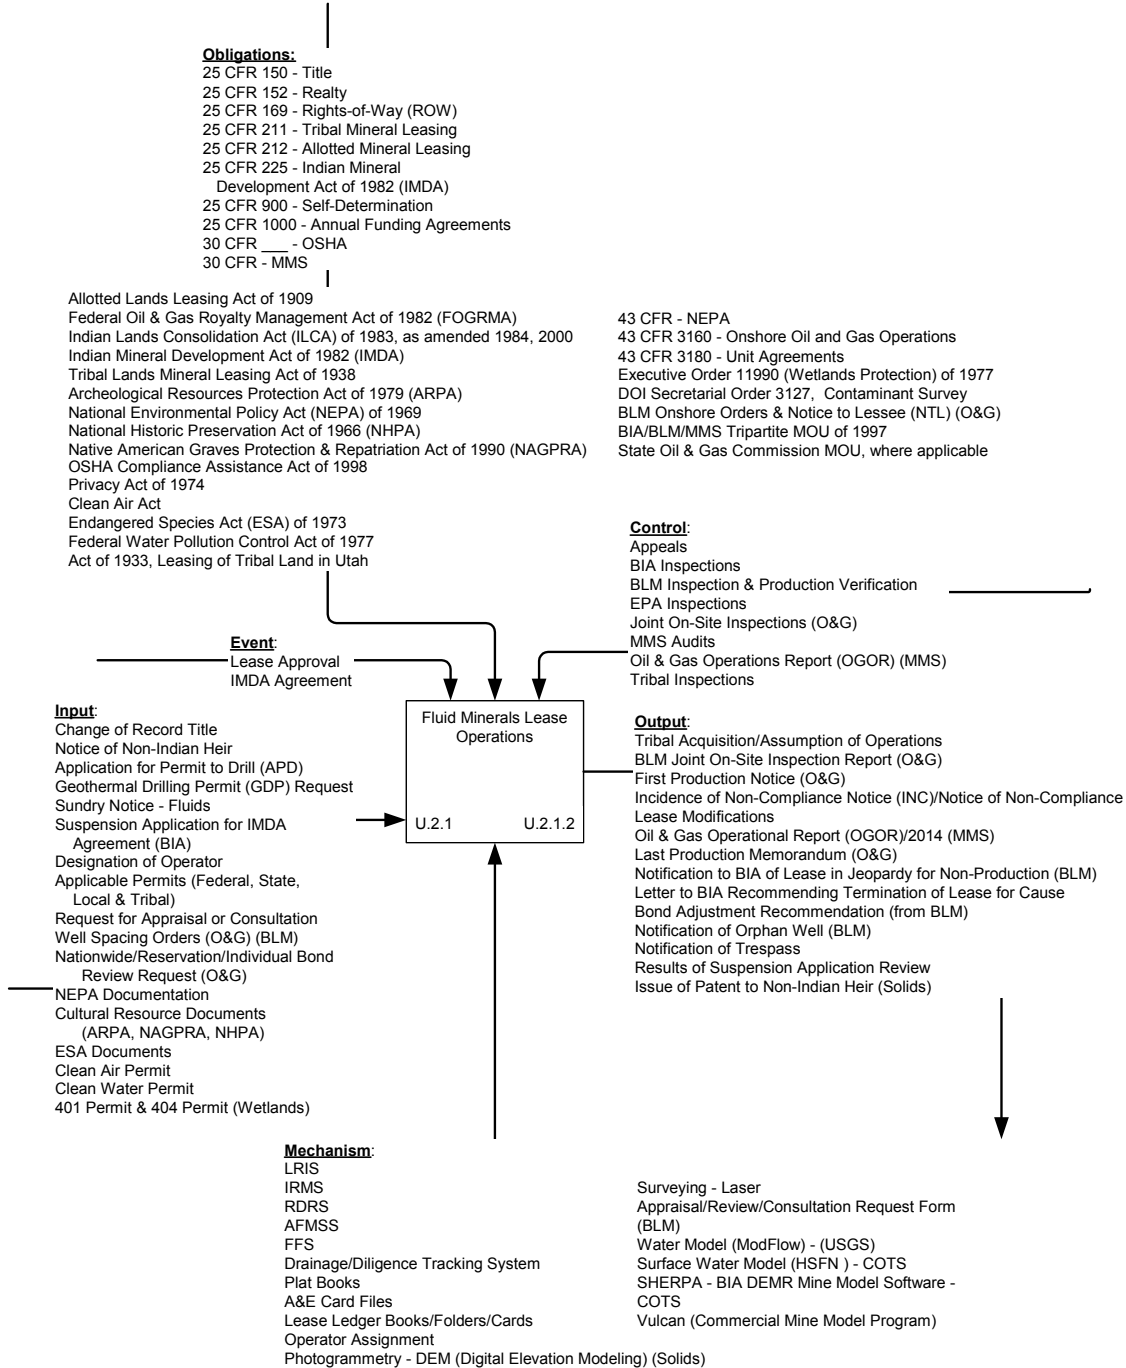 Obligations:
25 CFR 150 - Title
25 CFR 152 - Realty
25 CFR 169 - Rights-of-Way (ROW)
25 CFR 211 - Tribal Mineral Leasing
25 CFR 212 - Allotted Mineral Leasing
25 CFR 225 - Indian Mineral
Development Act of 1982 (IMDA)
25 CFR 900 - Self-Determination
25 CFR 1000 - Annual Funding Agreements
30 CFR ___ - OSHA
30 CFR - MMS
Allotted Lands Leasing Act of 1909
Federal Oil & Gas Royalty Management Act of 1982 (FOGRMA)
Indian Lands Consolidation Act (ILCA) of 1983, as amended 1984, 2000
Indian Mineral Development Act of 1982 (IMDA)
Tribal Lands Mineral Leasing Act of 1938
Archeological Resources Protection Act of 1979 (ARPA)
National Environmental Policy Act (NEPA) of 1969
National Historic Preservation Act of 1966 (NHPA)
Native American Graves Protection & Repatriation Act of 1990 (NAGPRA)
OSHA Compliance Assistance Act of 1998
Privacy Act of 1974
Clean Air Act
Endangered Species Act (ESA) of 1973
Federal Water Pollution Control Act of 1977
Act of 1933, Leasing of Tribal Land in Utah
43 CFR - NEPA
43 CFR 3160 - Onshore Oil and Gas Operations
43 CFR 3180 - Unit Agreements
Executive Order 11990 (Wetlands Protection) of 1977
DOI Secretarial Order 3127, Contaminant Survey
BLM Onshore Orders & Notice to Lessee (NTL) (O&G)
BIA/BLM/MMS Tripartite MOU of 1997
State Oil & Gas Commission MOU, where applicable
Control:
Appeals
BIA Inspections
BLM Inspection & Production Verification
EPA Inspections
Joint On-Site Inspections (O&G)
MMS Audits
Oil & Gas Operations Report (OGOR) (MMS)
Tribal Inspections
Event:
Lease Approval
IMDA Agreement
Input:
Change of Record Title
Notice of Non-Indian Heir
Application for Permit to Drill (APD)
Geothermal Drilling Permit (GDP) Request
Sundry Notice - Fluids
Suspension Application for IMDA
Agreement (BIA)
Designation of Operator
Applicable Permits (Federal, State,
Local & Tribal)
Request for Appraisal or Consultation
Well Spacing Orders (O&G) (BLM)
Nationwide/Reservation/Individual Bond
Review Request (O&G)
NEPA Documentation
Cultural Resource Documents
(ARPA, NAGPRA, NHPA)
ESA Documents
Clean Air Permit
Clean Water Permit
401 Permit & 404 Permit (Wetlands)
Fluid Minerals Lease
Operations
U.2.1 U.2.1.2
Output:
Tribal Acquisition/Assumption of Operations
BLM Joint On-Site Inspection Report (O&G)
First Production Notice (O&G)
Incidence of Non-Compliance Notice (INC)/Notice of Non-Compliance
Lease Modifications
Oil & Gas Operational Report (OGOR)/2014 (MMS)
Last Production Memorandum (O&G)
Notification to BIA of Lease in Jeopardy for Non-Production (BLM)
Letter to BIA Recommending Termination of Lease for Cause
Bond Adjustment Recommendation (from BLM)
Notification of Orphan Well (BLM)
Notification of Trespass
Results of Suspension Application Review
Issue of Patent to Non-Indian Heir (Solids)
Mechanism:
LRIS
IRMS
RDRS
AFMSS
FFS
Drainage/Diligence Tracking System
Plat Books
A&E Card Files
Lease Ledger Books/Folders/Cards
Operator Assignment
Photogrammetry - DEM (Digital Elevation Modeling) (Solids)
Surveying - Laser
Appraisal/Review/Consultation Request Form
(BLM)
Water Model (ModFlow) - (USGS)
Surface Water Model (HSFN ) - COTS
SHERPA - BIA DEMR Mine Model Software -
COTS
Vulcan (Commercial Mine Model Program)